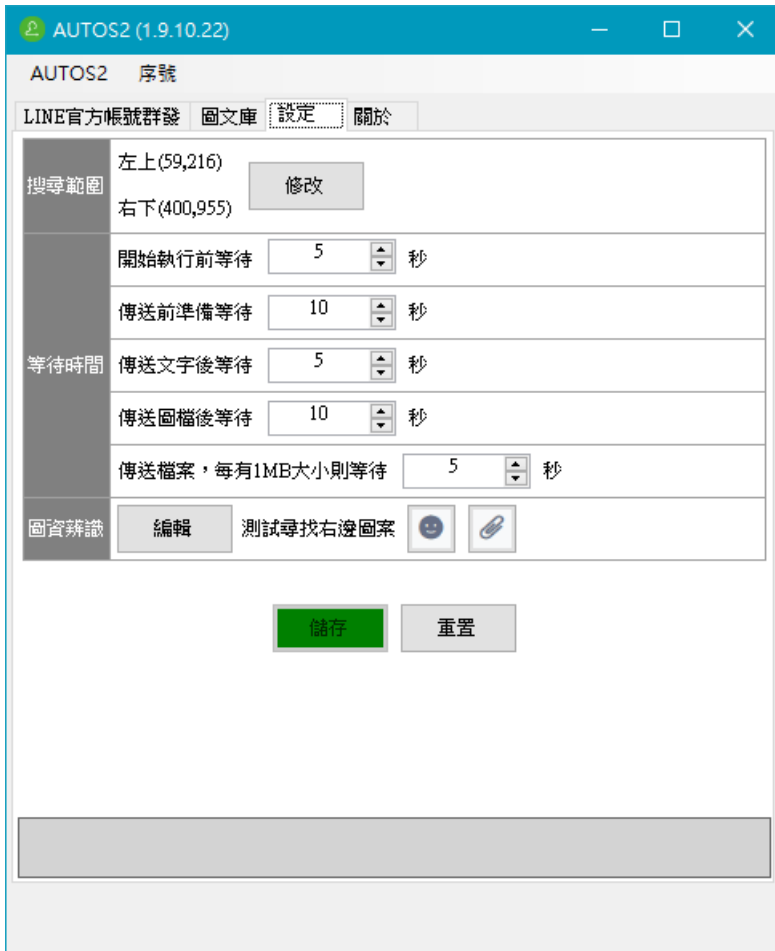 AUTOS2 (1.9.10.22)
AUTOS2 序號
LINE官方帳號群發 圖文庫 設定 關於
搜尋範圍
左上(59,216)
右下(400,955)
修改
等待時間
開始執行前等待 5 秒
傳送前準備等待 10 秒
傳送文字後等待 5 秒
傳送圖檔後等待 10 秒
傳送檔案，每有1MB大小則等待 5 秒
圖資辨識 編輯 測試尋找右邊圖案
儲存 重置